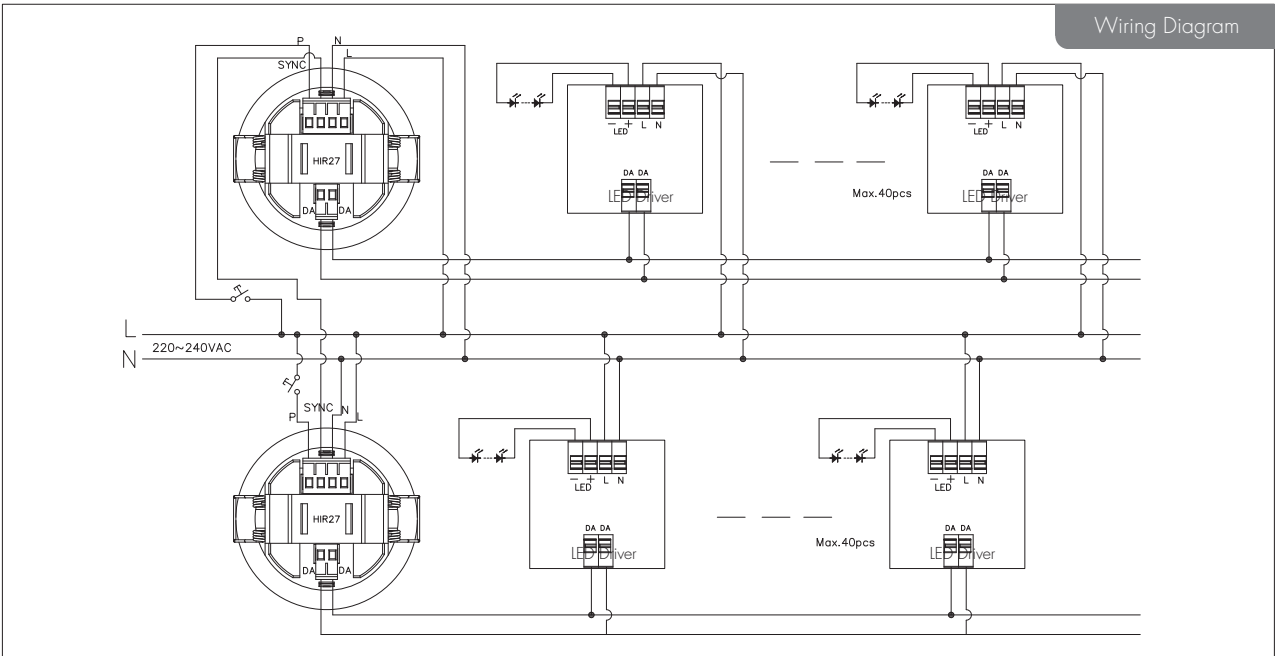 Wiring Diagram
P
N
L
SYNC
HIR27
DA
DA
- + L N
LED
DA DA
LED Driver
Max.40pcs
- + L N
LED
DA DA
LED Driver
L
220~240VAC
N
SYNC
P
N
L
HIR27
DA
DA
- + L N
LED
DA DA
LED Driver
Max.40pcs
- + L N
LED
DA DA
LED Driver